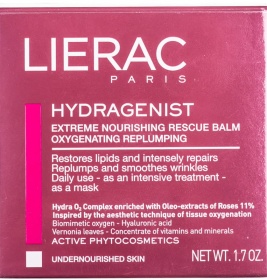 LIERAC
PARIS
HYDRAGENIST
EXTREME NOURISHING RESCUE BALM
OXYGENATING REPLUMPING
Restores lipids and intensely repairs
Replumps and smoothes wrinkles
Daily use - as an intensive treatment -
as a mask
Hydra O₂ Complex enriched with Oleo-extracts of Roses 11%
Inspired by the aesthetic technique of tissue oxygenation
Biomimetic oxygen - Hyaluronic acid
Vernonia leaves - Concentrate of vitamins and minerals
ACTIVE PHYTOCOSMETICS
UNDERNOURISHED SKIN
NET WT. 1.7 OZ.